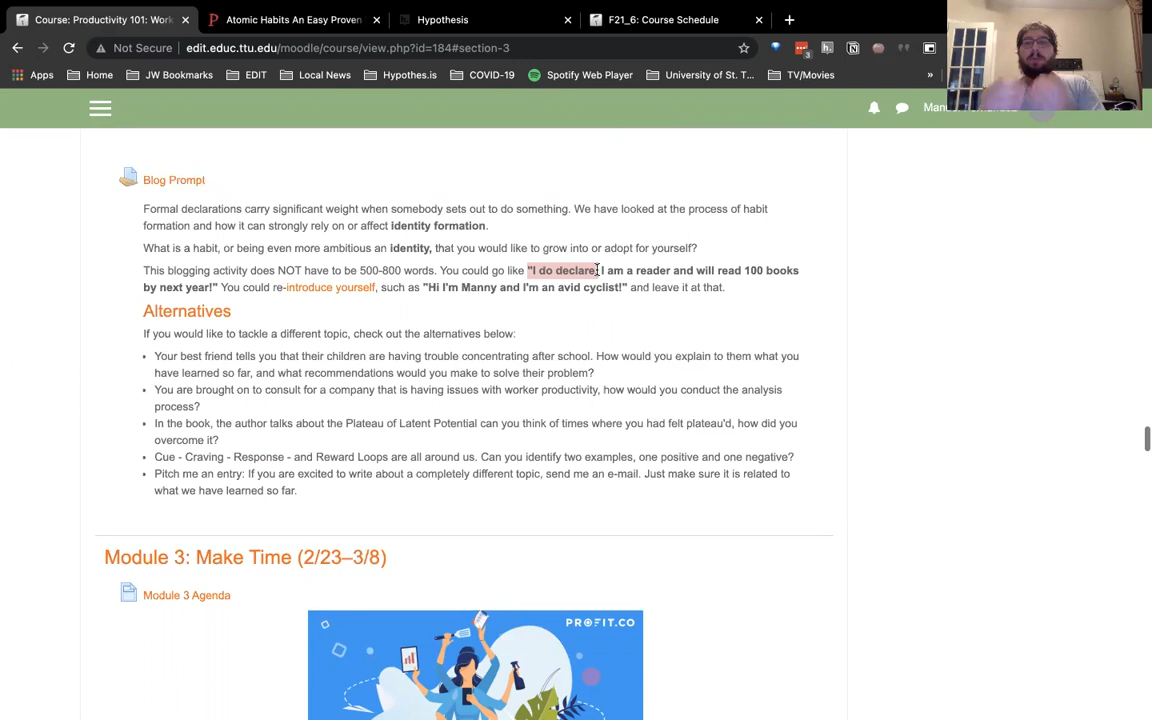 Course: Productivity 101: Work
Atomic Habits An Easy Proven
Hypothesis
F21_6: Course Schedule
Not Secure
edit.educ.ttu.edu/moodle/course/view.php?id=184#section-3
3
Apps
Home
JW Bookmarks
EDIT
Local News
Hypothes.is
COVID-19
Spotify Web Player
University of St. T...
TV/Movies
»
Blog Prompt
Formal declarations carry significant weight when somebody sets out to do something. We have looked at the process of habit
formation and how it can strongly rely on or affect identity formation.
What is a habit, or being even more ambitious an identity, that you would like to grow into or adopt for yourself?
This blogging activity does NOT have to be 500-800 words. You could go like "I do declare, I am a reader and will read 100 books
by next year!" You could re-introduce yourself, such as "Hi I'm Manny and I'm an avid cyclist!" and leave it at that.
Alternatives
If you would like to tackle a different topic, check out the alternatives below:
• Your best friend tells you that their children are having trouble concentrating after school. How would you explain to them what you
have learned so far, and what recommendations would you make to solve their problem?
• You are brought on to consult for a company that is having issues with worker productivity, how would you conduct the analysis
process?
• In the book, the author talks about the Plateau of Latent Potential can you think of times where you had felt plateau'd, how did you
overcome it?
• Cue - Craving - Response - and Reward Loops are all around us. Can you identify two examples, one positive and one negative?
• Pitch me an entry: If you are excited to write about a completely different topic, send me an e-mail. Just make sure it is related to
what we have learned so far.
Module 3: Make Time (2/23–3/8)
Module 3 Agenda
PROFIT.CO